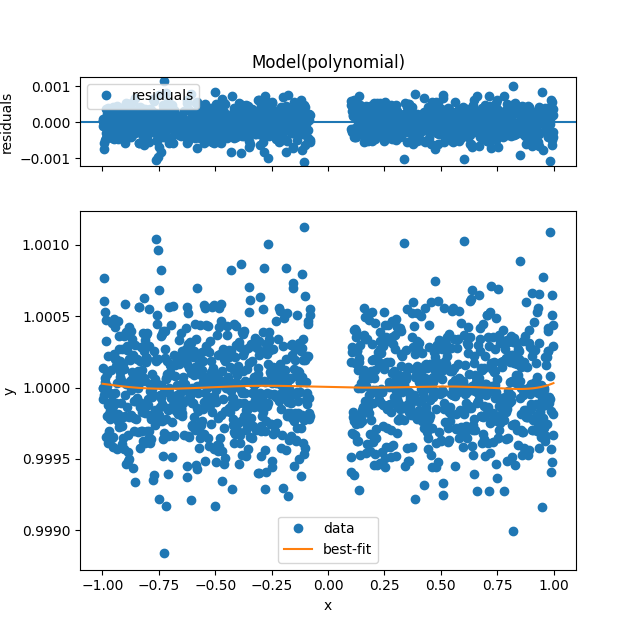 Model(polynomial)
0.001
0.000
−0.001
residuals
residuals
1.0010
1.0005
1.0000
0.9995
0.9990
y
data
best-fit
−1.00 −0.75 −0.50 −0.25 0.00 0.25 0.50 0.75 1.00
x